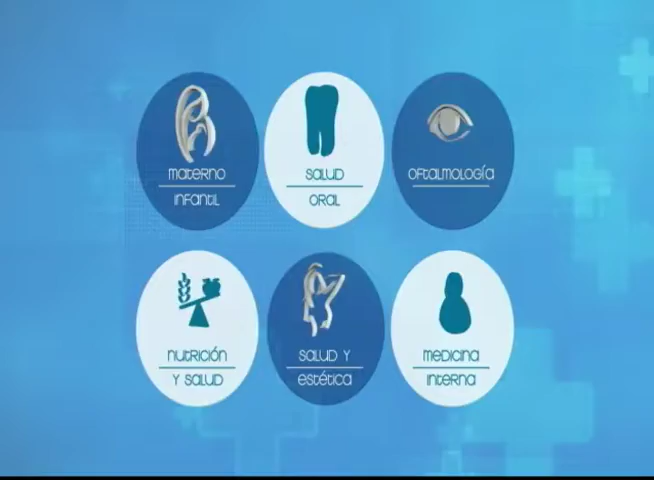 materno
infantil
SALUD
ORAL
oftalmología
nutrición
Y SALUD
SALUD Y
estética
medicina
interna